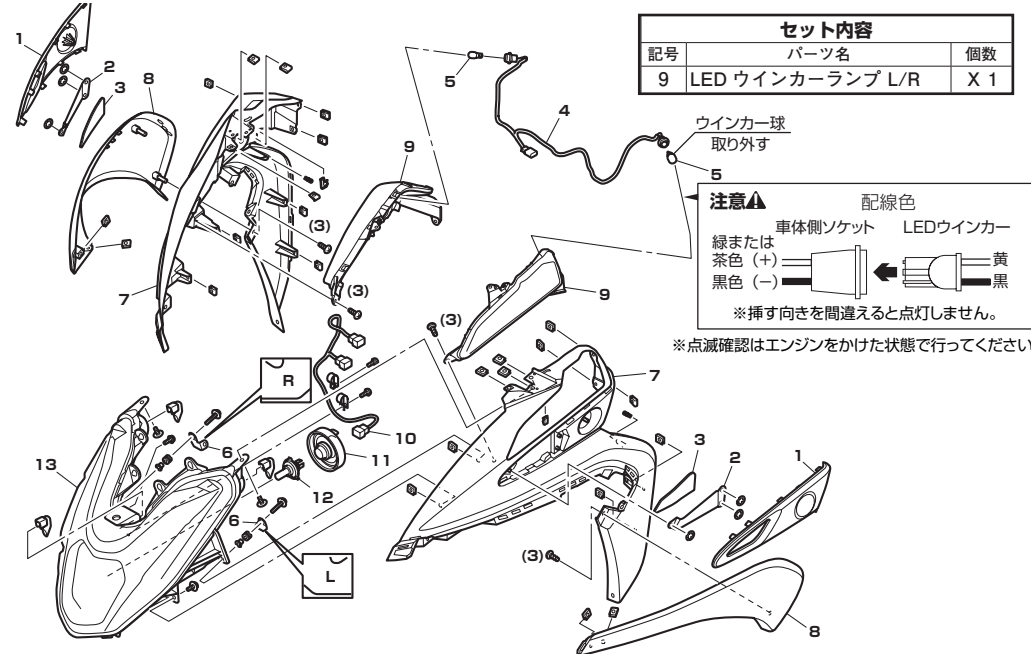 セット内容
記号 パーツ名 個数
9 LED ウインカーランプ L/R X 1
1
2
8
3
5
4
9
ウインカー球
取り外す
5
注意 配線色
車体側ソケット LEDウインカー
緑または
茶色 (+) 黄
黒色 (−) 黒
※挿す向きを間違えると点灯しません。
※点滅確認はエンジンをかけた状態で行ってください
(3)
7
(3)
9
(3)
7
R
10
6
11
13
12
3
2
1
6
L
(3)
8